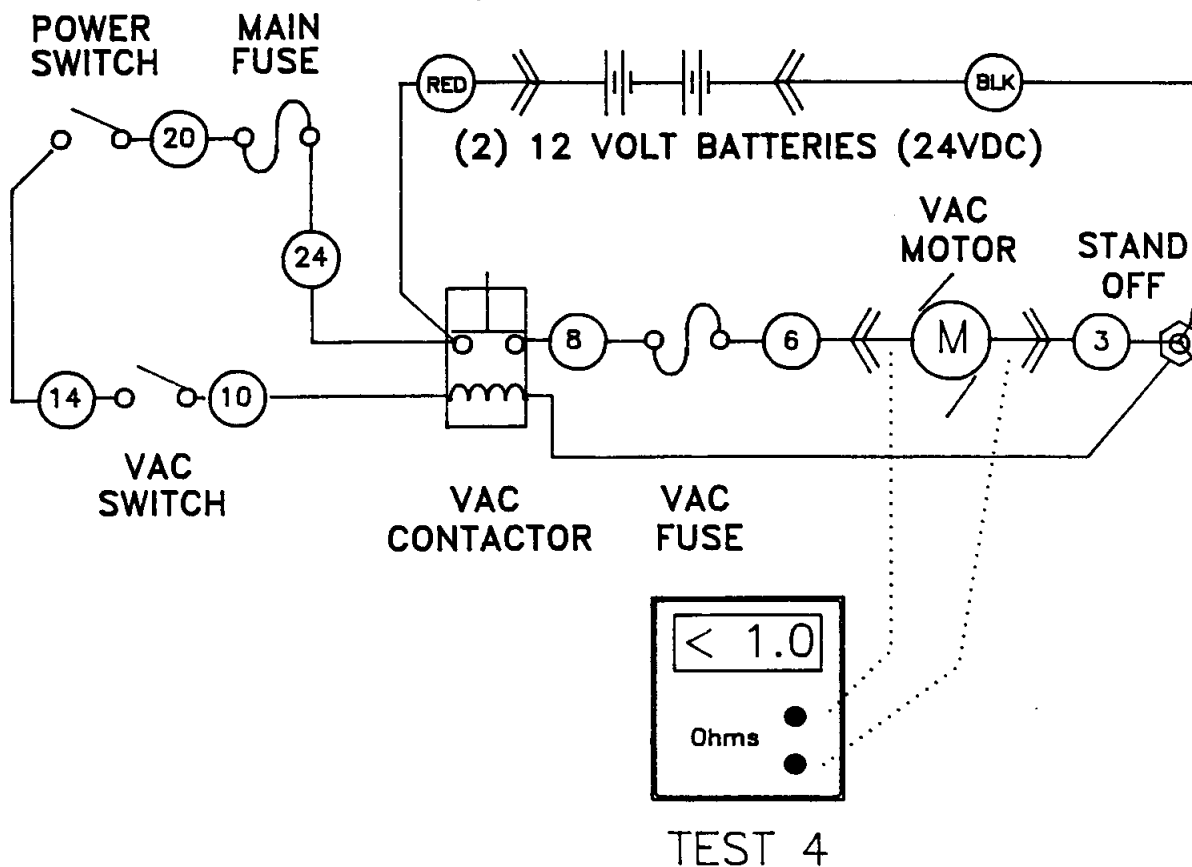 POWER
SWITCH
MAIN
FUSE
RED
BLK
20
(2) 12 VOLT BATTERIES (24VDC)
24
VAC
MOTOR
STAND
OFF
8
6
M
3
14
10
VAC
SWITCH
VAC
CONTACTOR
VAC
FUSE
< 1.0
Ohms
TEST 4